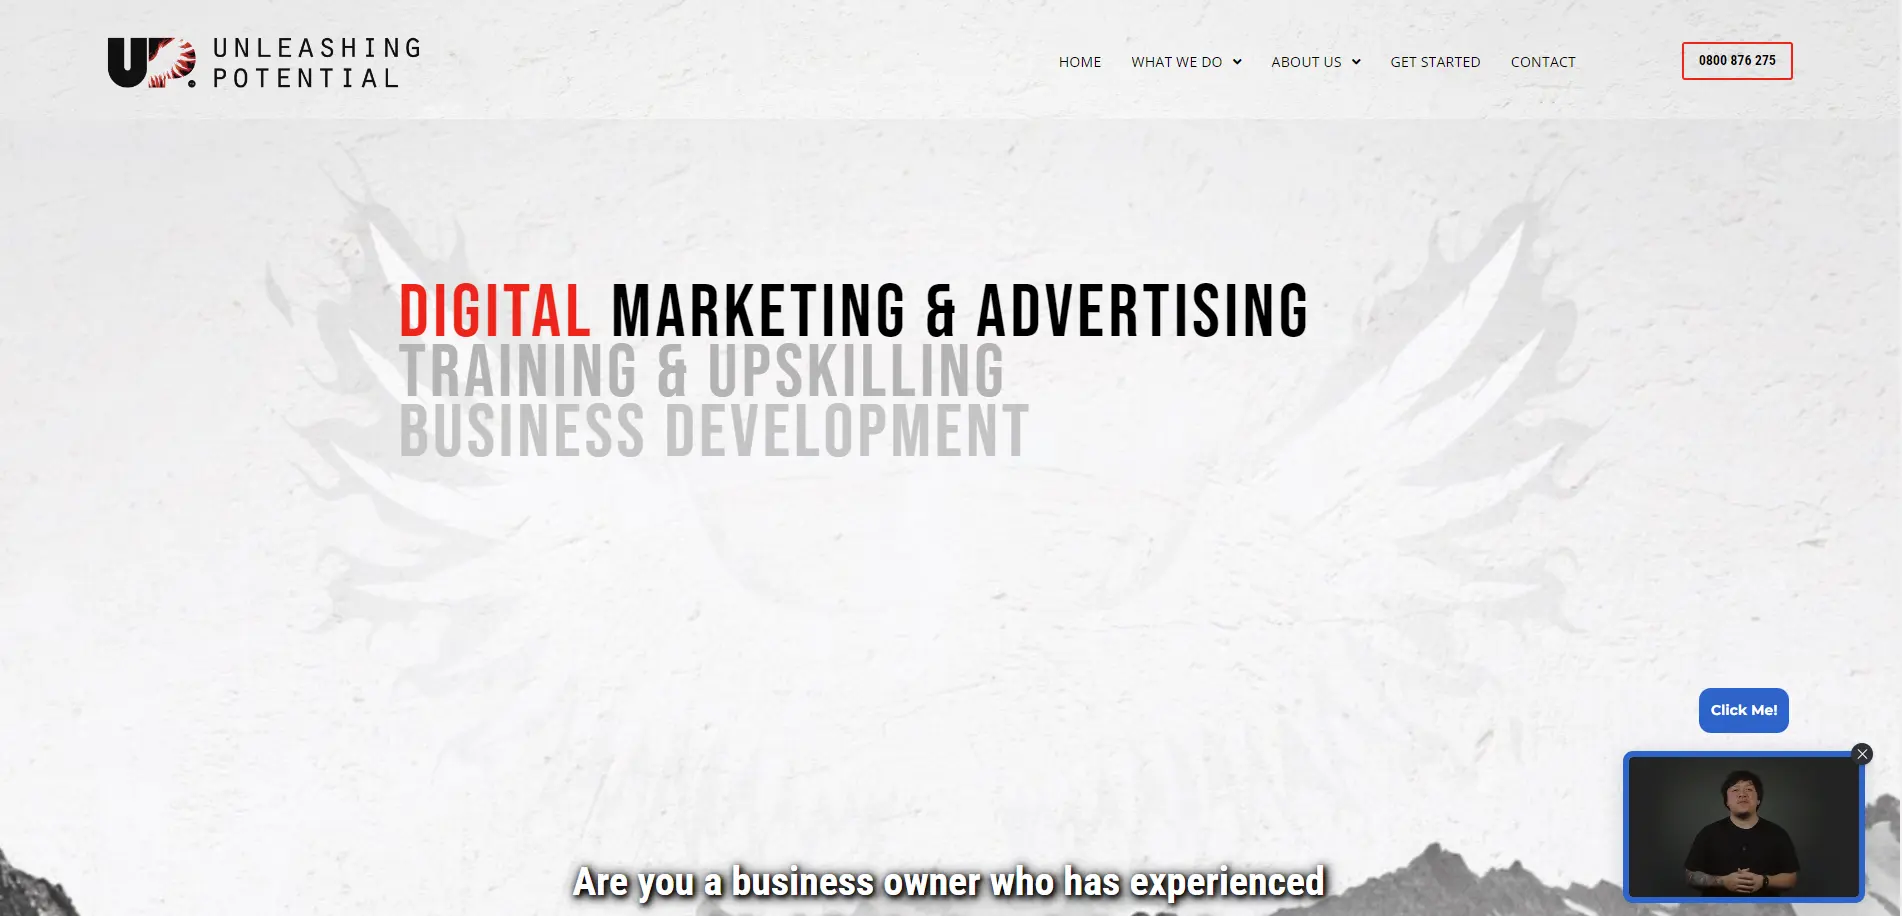 UP.
UNLEASHING
POTENTIAL
HOME
WHAT WE DO
ABOUT US
GET STARTED
CONTACT
0800 876 275
DIGITAL MARKETING & ADVERTISING
TRAINING & UPSKILLING
BUSINESS DEVELOPMENT
Click Me!
Are you a business owner who has experienced